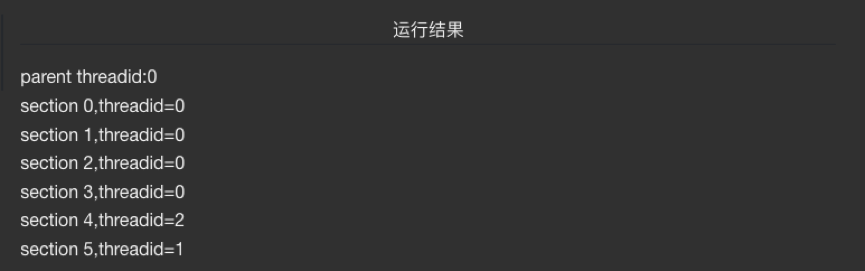 运行结果
parent threadid:0
section 0,threadid=0
section 1,threadid=0
section 2,threadid=0
section 3,threadid=0
section 4,threadid=2
section 5,threadid=1